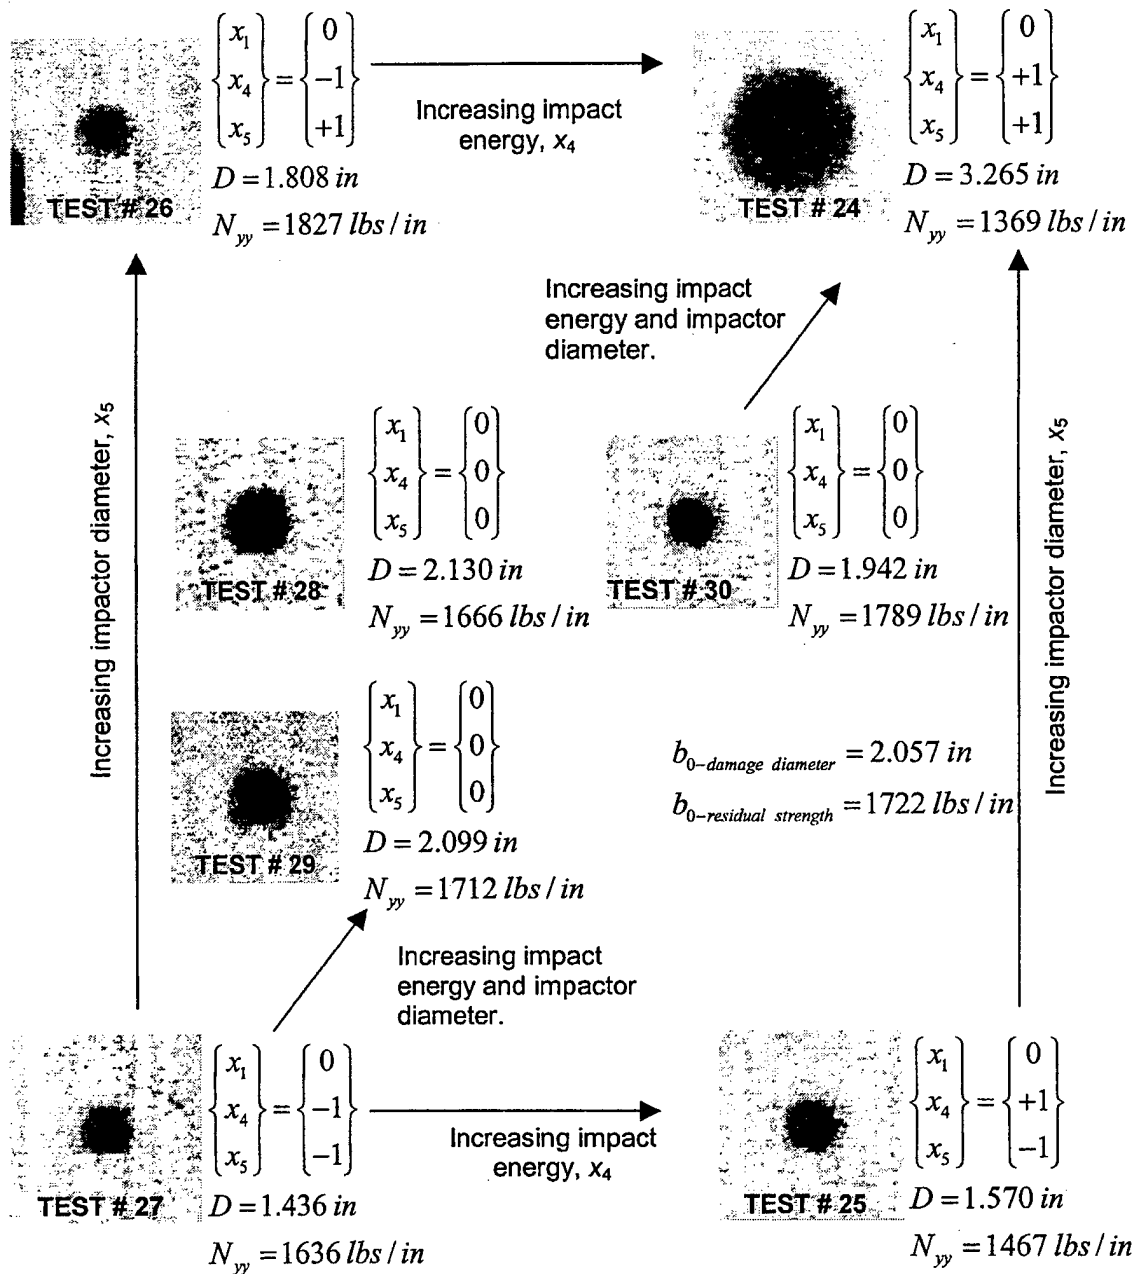 {x₁ x₄ x₅} = {0 −1 +1}
D = 1.808 in
N_yy = 1827 lbs / in
TEST # 26
Increasing impact
energy, x₄
{x₁ x₄ x₅} = {0 +1 +1}
D = 3.265 in
N_yy = 1369 lbs / in
TEST # 24
Increasing impact
energy and impactor
diameter.
Increasing impactor diameter, x₅
{x₁ x₄ x₅} = {0 0 0}
D = 2.130 in
N_yy = 1666 lbs / in
TEST # 28
{x₁ x₄ x₅} = {0 0 0}
D = 1.942 in
N_yy = 1789 lbs / in
TEST # 30
Increasing impactor diameter, x₅
{x₁ x₄ x₅} = {0 0 0}
D = 2.099 in
N_yy = 1712 lbs / in
TEST # 29
b_0−damage diameter = 2.057 in
b_0−residual strength = 1722 lbs / in
Increasing impact
energy and impactor
diameter.
{x₁ x₄ x₅} = {0 −1 −1}
D = 1.436 in
N_yy = 1636 lbs / in
TEST # 27
Increasing impact
energy, x₄
{x₁ x₄ x₅} = {0 +1 −1}
D = 1.570 in
N_yy = 1467 lbs / in
TEST # 25